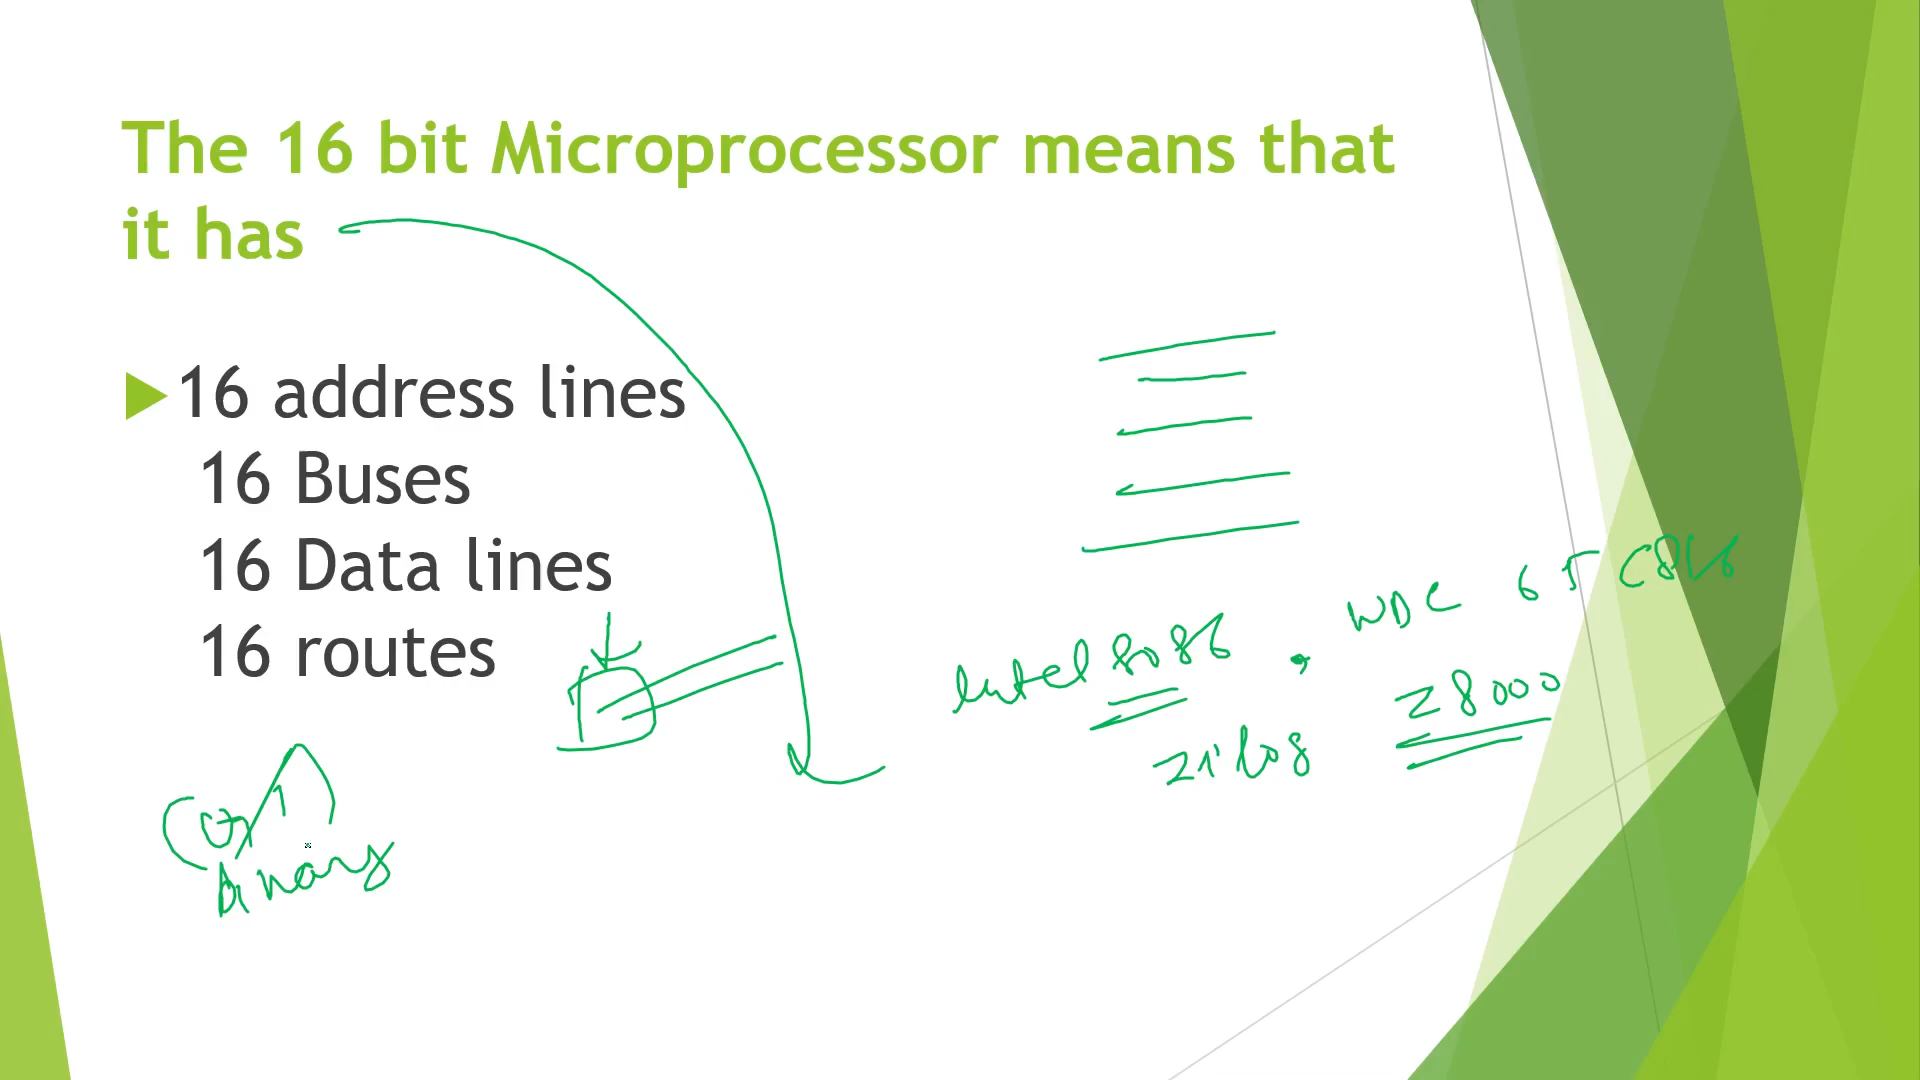 The 16 bit Microprocessor means that
it has
16 address lines
16 Buses
16 Data lines
16 routes
Intel 8086, WDC 65C816
Zilog Z8000
binary